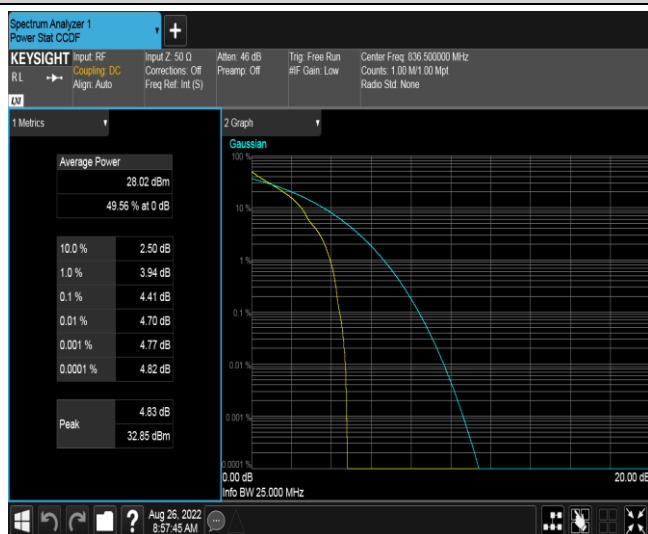 Spectrum Analyzer 1
Power Stat CCDF
+
KEYSIGHT Input: RF Input Z: 50 Ω Atten: 46 dB Trig: Free Run Center Freq: 836.500000 MHz
RL Coupling: DC Corrections: Off Preamp: Off #IF Gain: Low Counts: 1.00 M/1.00 Mpt
Align: Auto Freq Ref: Int (S) Radio Std: None
LXI
1 Metrics
Average Power
28.02 dBm
49.56 % at 0 dB
10.0 % 2.50 dB
1.0 % 3.94 dB
0.1 % 4.41 dB
0.01 % 4.70 dB
0.001 % 4.77 dB
0.0001 % 4.82 dB
Peak
4.83 dB
32.85 dBm
2 Graph
Gaussian
100 %
10 %
1 %
0.1 %
0.01 %
0.001 %
0.0001 %
0.00 dB 20.00 dB
Info BW 25.000 MHz
? Aug 26, 2022
8:57:45 AM